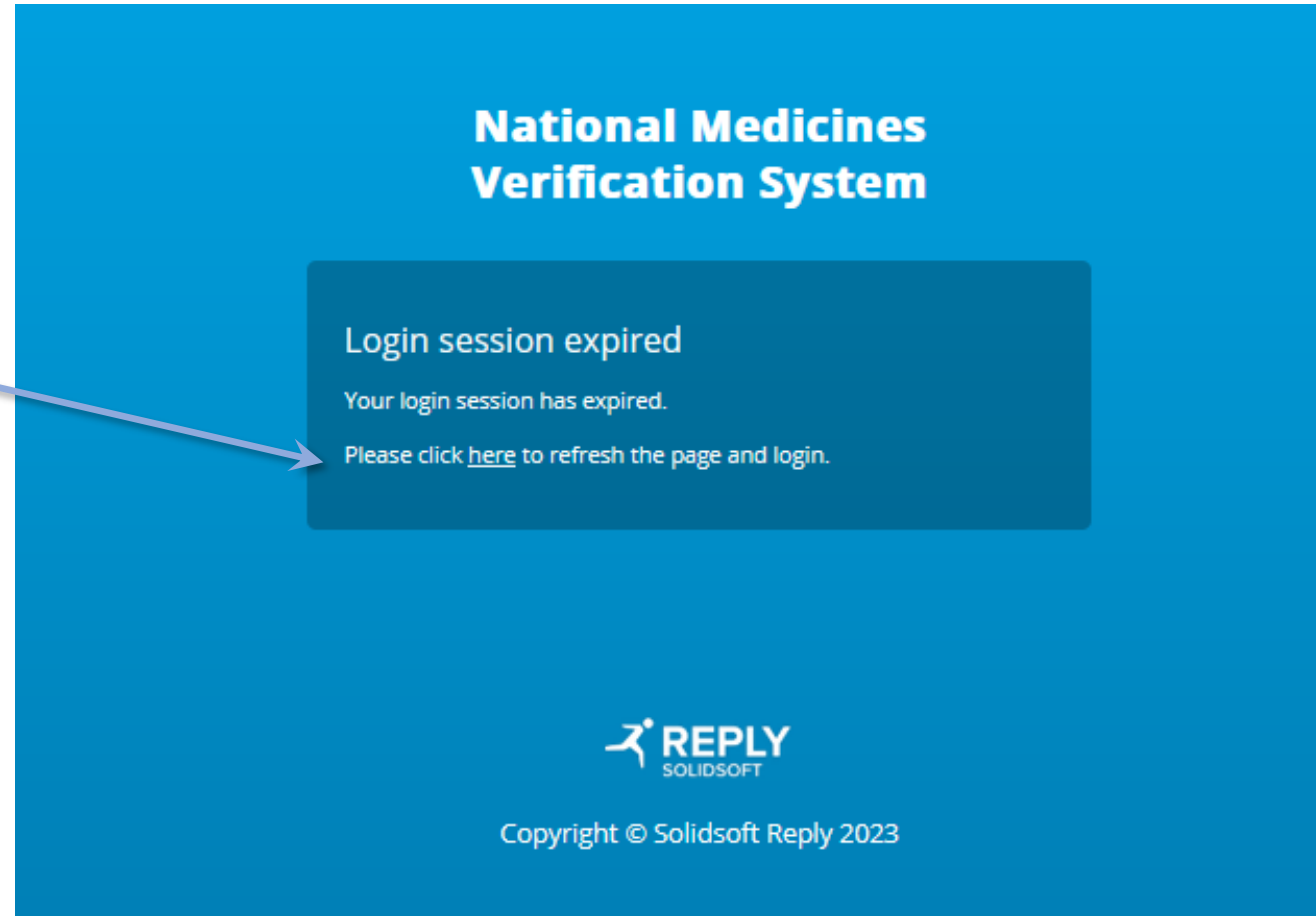 National Medicines
Verification System
Login session expired
Your login session has expired.
Please click here to refresh the page and login.
REPLY
SOLIDSOFT
Copyright © Solidsoft Reply 2023